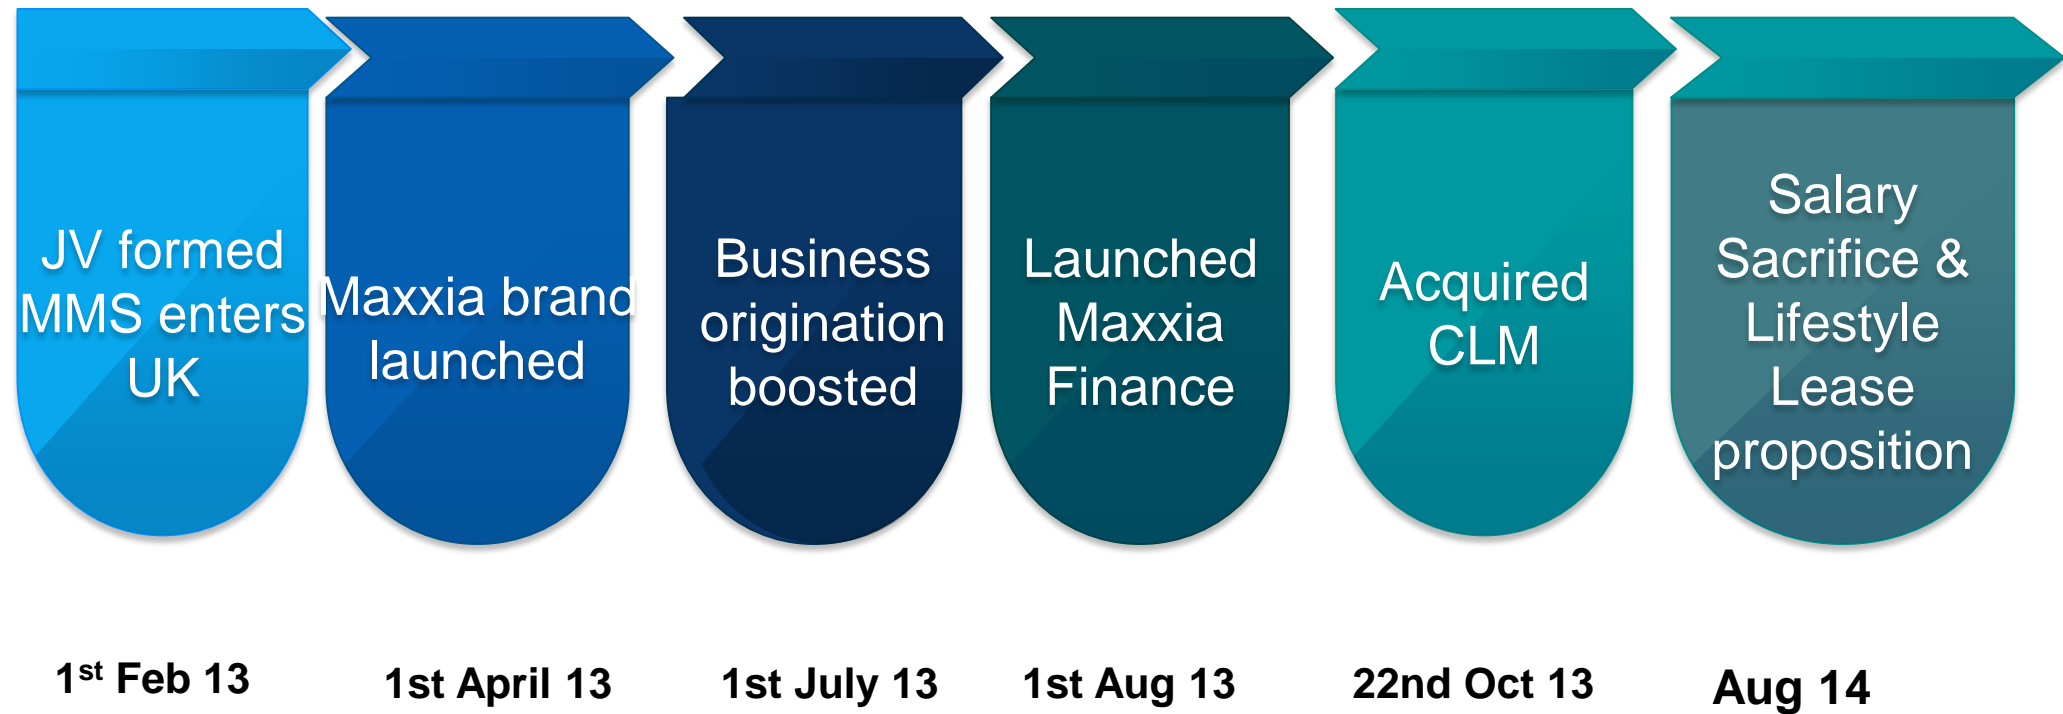 JV formed
MMS enters
UK
Maxxia brand
launched
Business
origination
boosted
Launched
Maxxia
Finance
Acquired
CLM
Salary
Sacrifice &
Lifestyle
Lease
proposition
1st Feb 13
1st April 13
1st July 13
1st Aug 13
22nd Oct 13
Aug 14